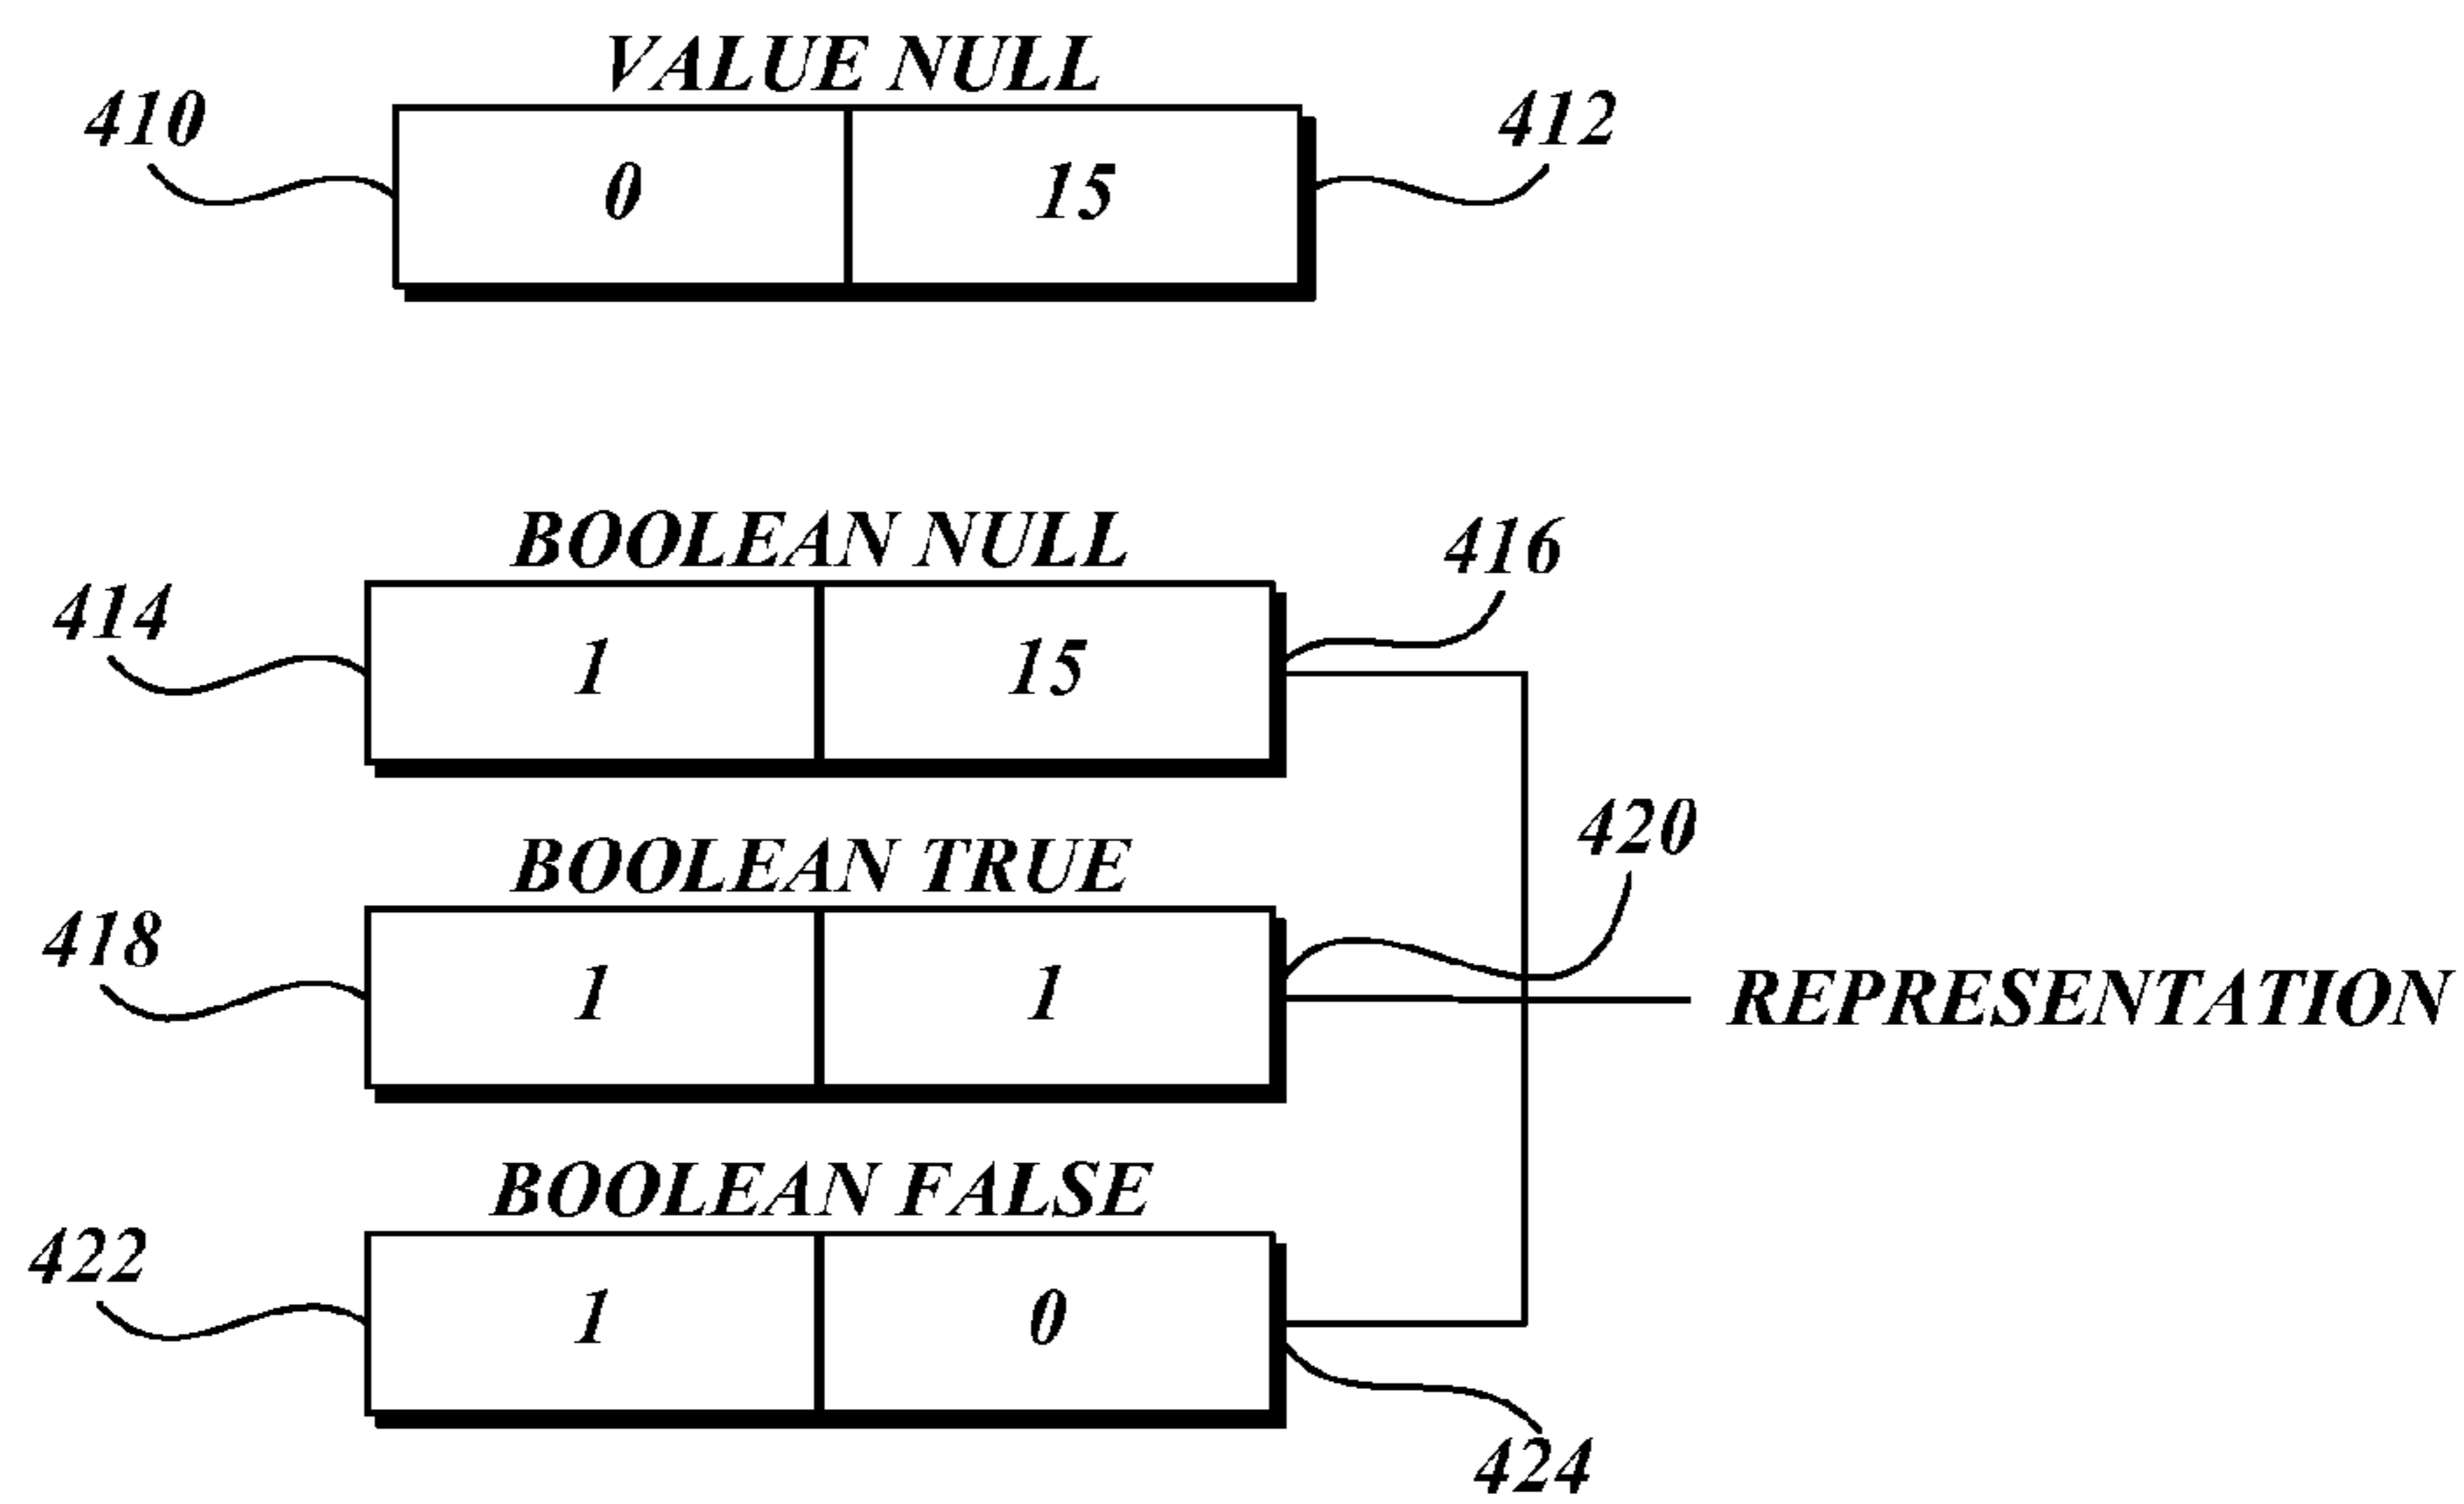 VALUE NULL
410
412
0 15
BOOLEAN NULL
416
414
1 15
420
BOOLEAN TRUE
418
1 1
REPRESENTATION
BOOLEAN FALSE
422
1 0
424